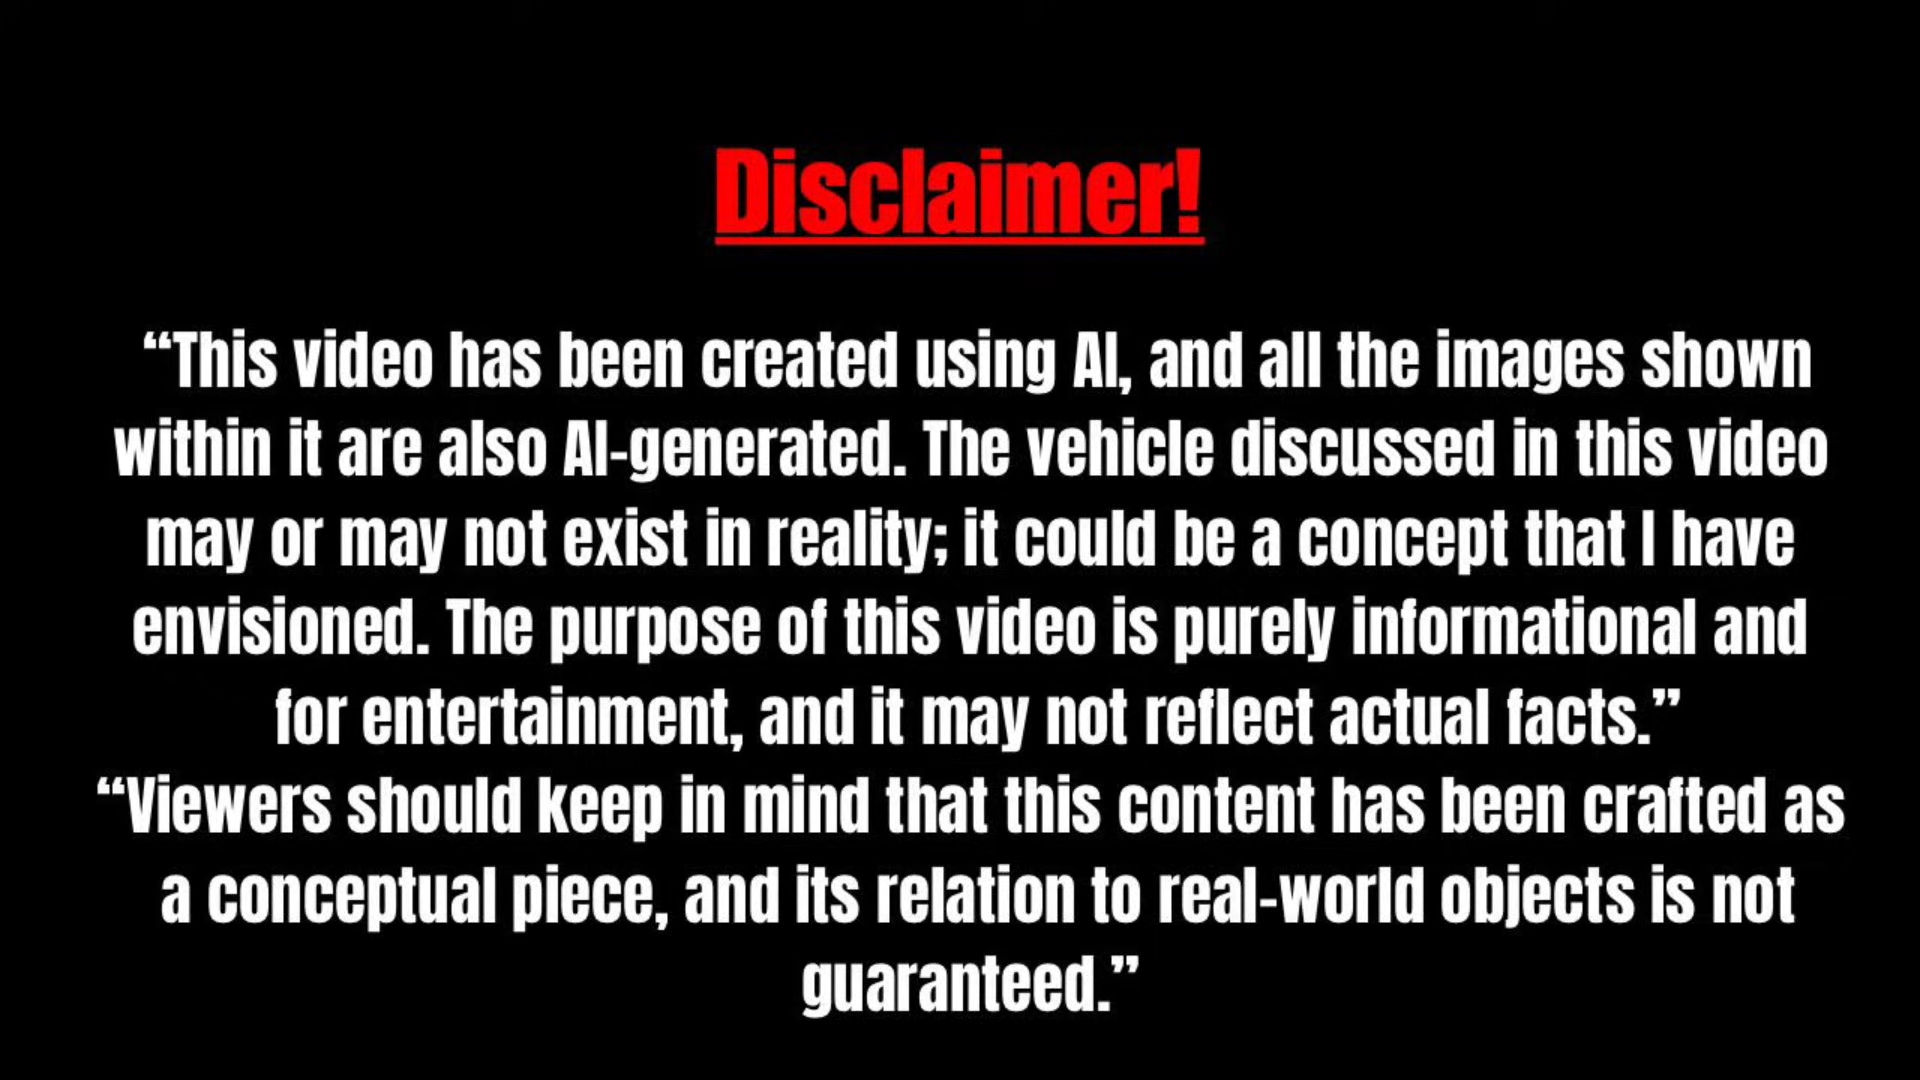 Disclaimer!
“This video has been created using AI, and all the images shown
within it are also AI-generated. The vehicle discussed in this video
may or may not exist in reality; it could be a concept that I have
envisioned. The purpose of this video is purely informational and
for entertainment, and it may not reflect actual facts.”
“Viewers should keep in mind that this content has been crafted as
a conceptual piece, and its relation to real-world objects is not
guaranteed.”